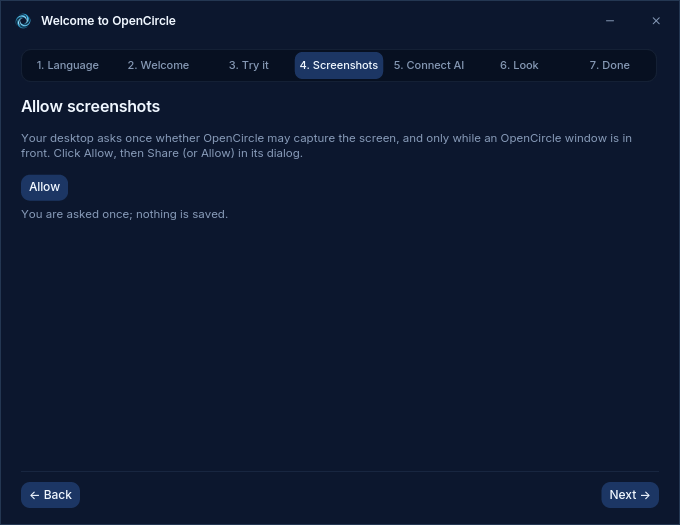 Welcome to OpenCircle
1. Language 2. Welcome 3. Try it 4. Screenshots 5. Connect AI 6. Look 7. Done
Allow screenshots
Your desktop asks once whether OpenCircle may capture the screen, and only while an OpenCircle window is in
front. Click Allow, then Share (or Allow) in its dialog.
Allow
You are asked once; nothing is saved.
← Back Next →